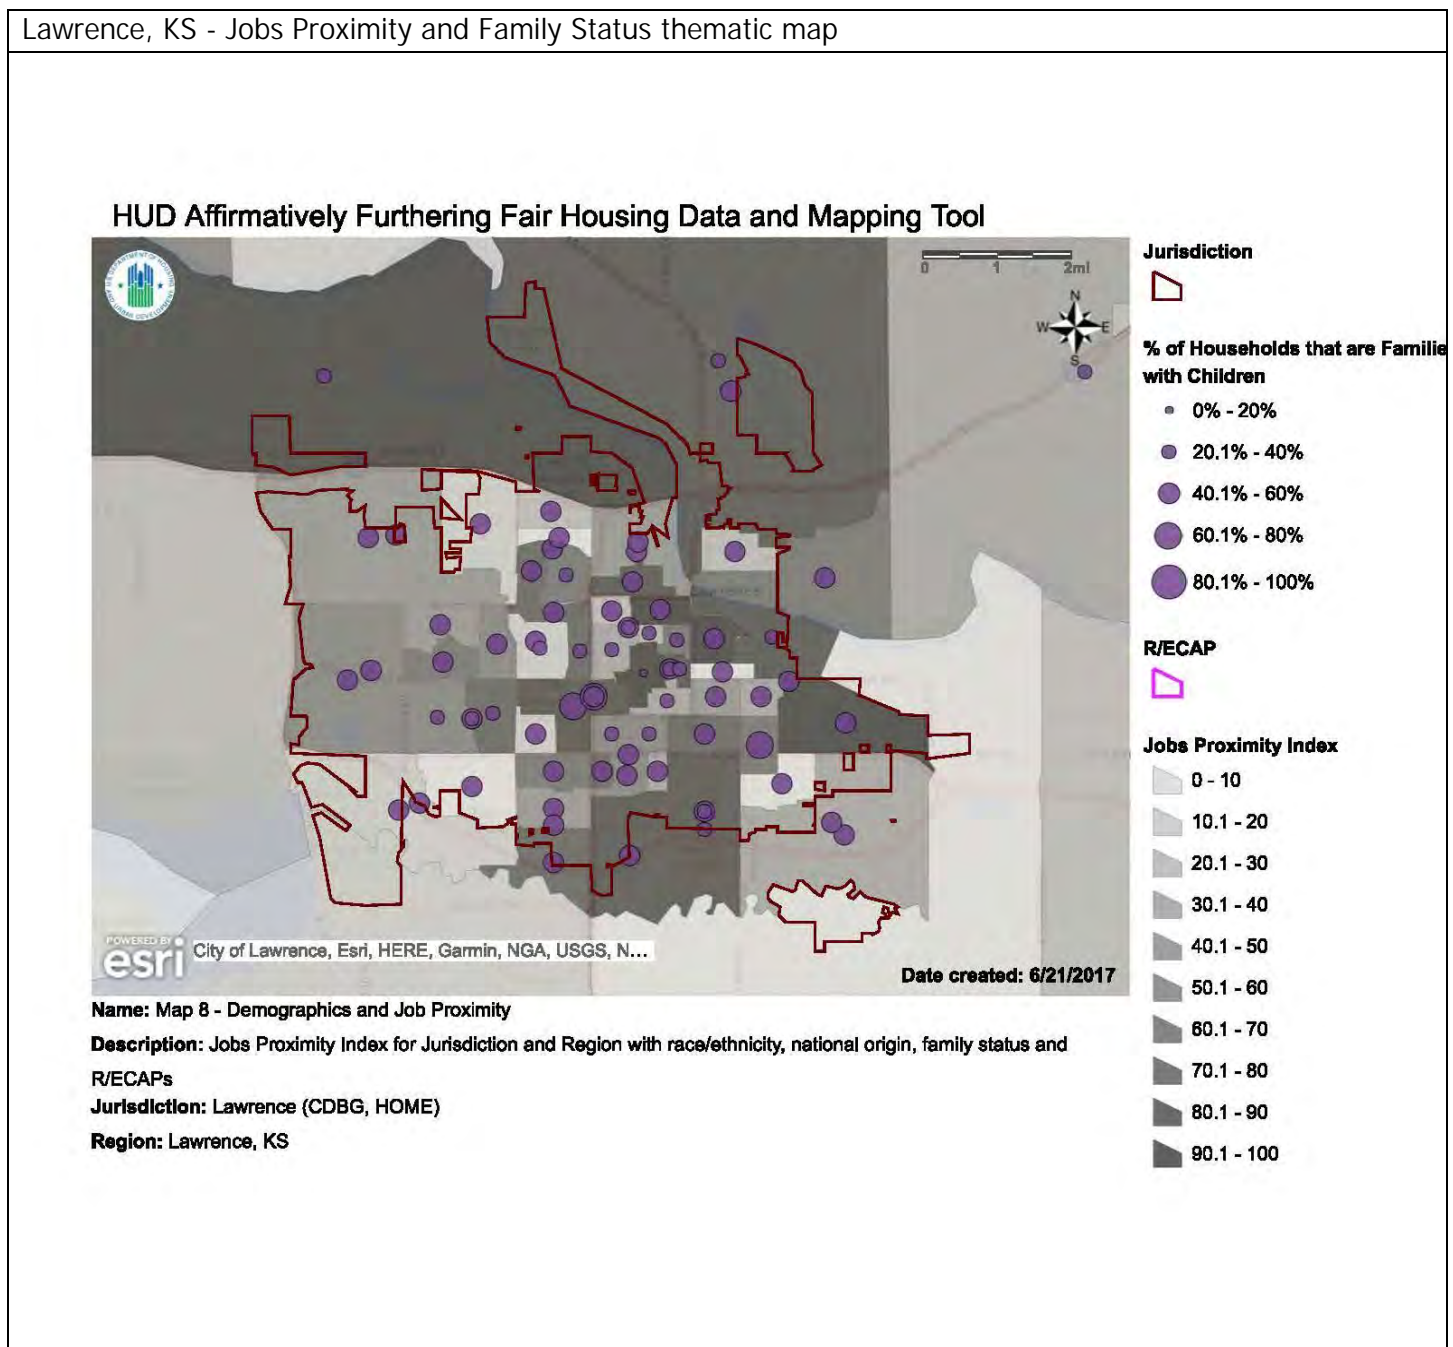 Lawrence, KS - Jobs Proximity and Family Status thematic map
HUD Affirmatively Furthering Fair Housing Data and Mapping Tool
0 1 2mi
N
W E
S
Lawrence
POWERED BY
esri
City of Lawrence, Esri, HERE, Garmin, NGA, USGS, N...
Date created: 6/21/2017
Jurisdiction
% of Households that are Familie
with Children
0% - 20%
20.1% - 40%
40.1% - 60%
60.1% - 80%
80.1% - 100%
R/ECAP
Jobs Proximity Index
0 - 10
10.1 - 20
20.1 - 30
30.1 - 40
40.1 - 50
50.1 - 60
60.1 - 70
70.1 - 80
80.1 - 90
90.1 - 100
Name: Map 8 - Demographics and Job Proximity
Description: Jobs Proximity Index for Jurisdiction and Region with race/ethnicity, national origin, family status and
R/ECAPs
Jurisdiction: Lawrence (CDBG, HOME)
Region: Lawrence, KS